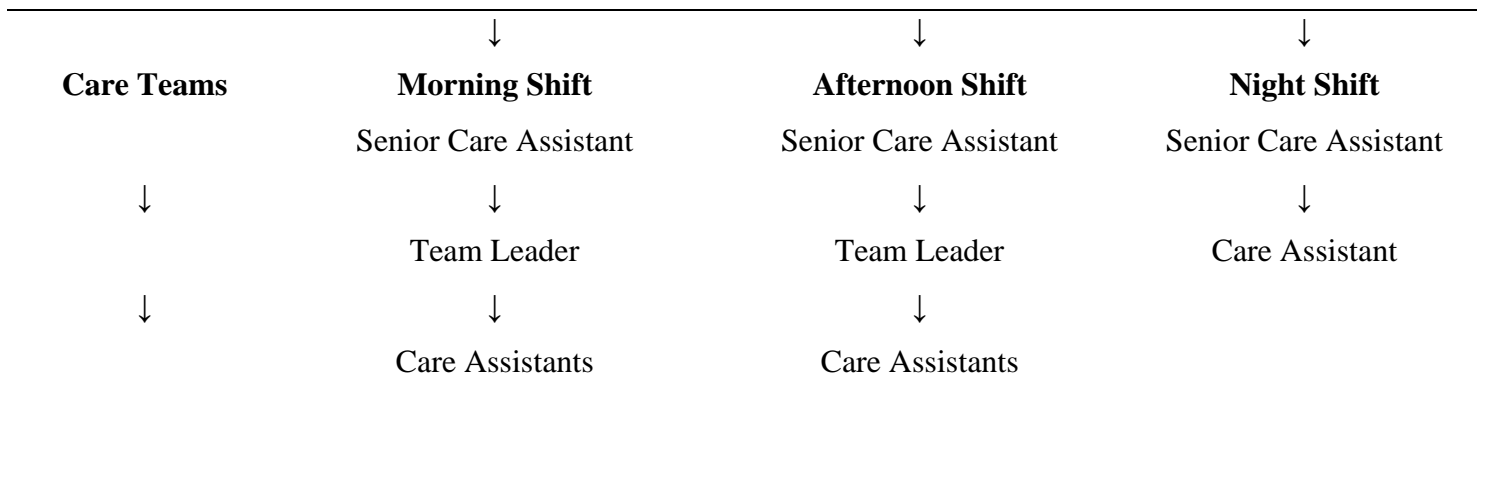 ↓ ↓ ↓
Care Teams Morning Shift Afternoon Shift Night Shift
Senior Care Assistant Senior Care Assistant Senior Care Assistant
↓ ↓ ↓ ↓
Team Leader Team Leader Care Assistant
↓ ↓ ↓
Care Assistants Care Assistants